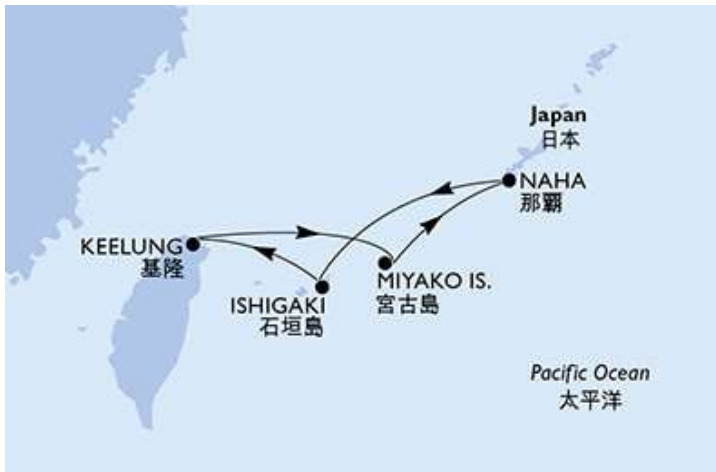 Japan
日本
NAHA
那覇
KEELUNG
基隆
MIYAKO IS.
宮古島
ISHIGAKI
石垣島
Pacific Ocean
太平洋